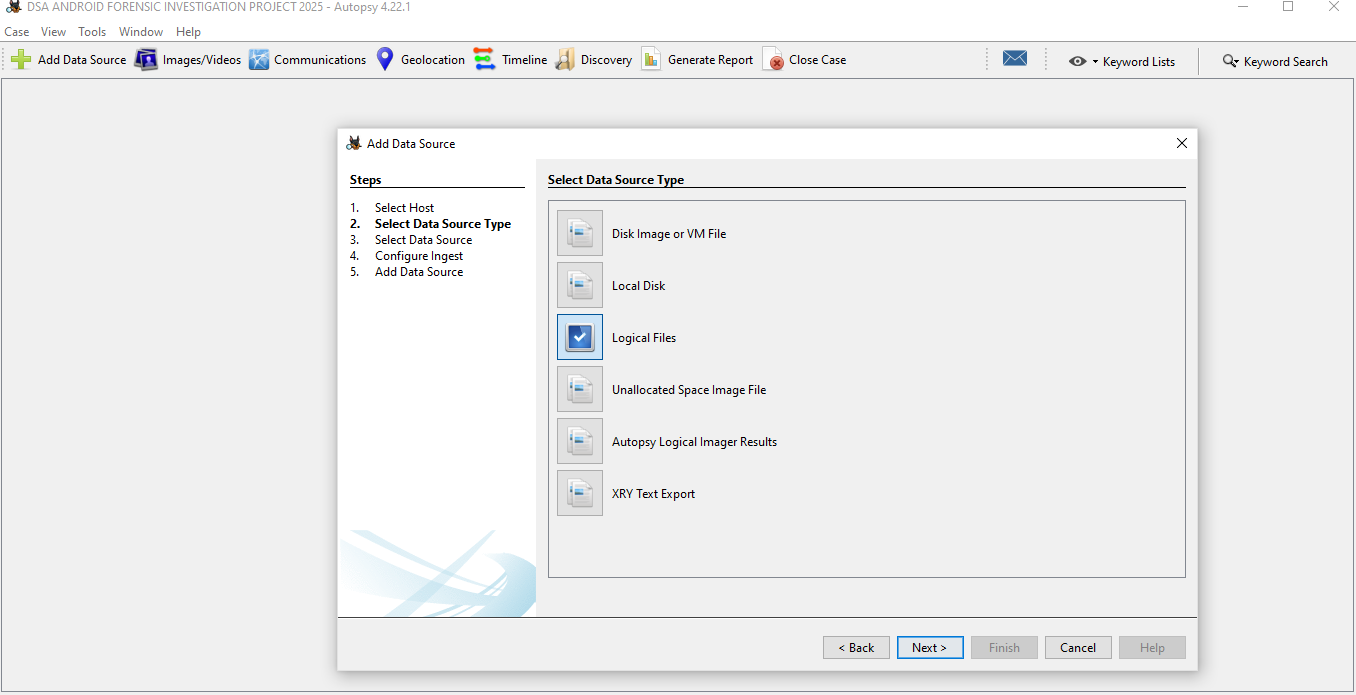 DSA ANDROID FORENSIC INVESTIGATION PROJECT 2025 - Autopsy 4.22.1
Case View Tools Window Help
Add Data Source Images/Videos Communications Geolocation Timeline Discovery Generate Report Close Case Keyword Lists Keyword Search
Add Data Source
Steps
1. Select Host
2. Select Data Source Type
3. Select Data Source
4. Configure Ingest
5. Add Data Source
Select Data Source Type
Disk Image or VM File
Local Disk
Logical Files
Unallocated Space Image File
Autopsy Logical Imager Results
XRY Text Export
< Back Next > Finish Cancel Help